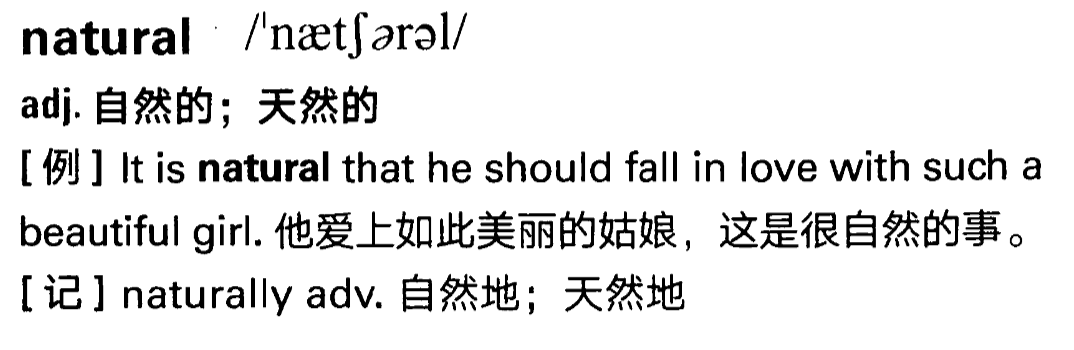 natural /ˈnætʃərəl/
adj. 自然的；天然的
[ 例 ] It is natural that he should fall in love with such a
beautiful girl. 他爱上如此美丽的姑娘，这是很自然的事。
[ 记 ] naturally adv. 自然地；天然地